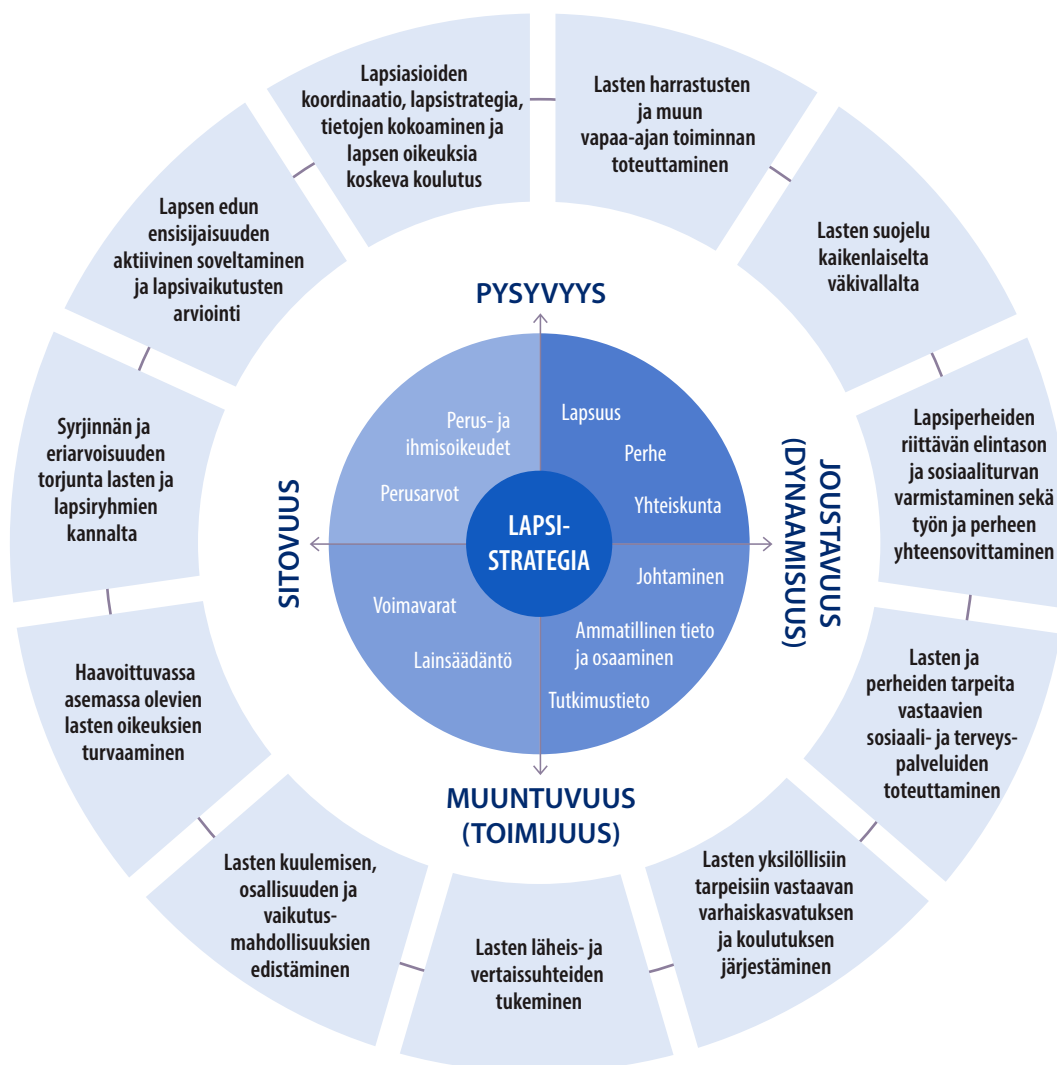 Lapsiasioiden
koordinaatio, lapsistrategia,
tietojen kokoaminen ja
lapsen oikeuksia
koskeva koulutus
Lasten harrastusten
ja muun
vapaa-ajan toiminnan
toteuttaminen
Lasten suojelu
kaikenlaiselta
väkivallalta
Lapsiperheiden
riittävän elintason
ja sosiaaliturvan
varmistaminen sekä
työn ja perheen
yhteensovittaminen
Lasten ja
perheiden tarpeita
vastaavien
sosiaali- ja terveys-
palveluiden
toteuttaminen
Lasten yksilöllisiin
tarpeisiin vastaavan
varhaiskasvatuksen
ja koulutuksen
järjestäminen
Lasten läheis- ja
vertaissuhteiden
tukeminen
Lasten kuulemisen,
osallisuuden ja
vaikutus-
mahdollisuuksien
edistäminen
Haavoittuvassa
asemassa olevien
lasten oikeuksien
turvaaminen
Syrjinnän ja
eriarvoisuuden
torjunta lasten ja
lapsiryhmien
kannalta
Lapsen edun
ensisijaisuuden
aktiivinen soveltaminen
ja lapsivaikutusten
arviointi
PYSYVYYS
JOUSTAVUUS
(DYNAAMISUUS)
MUUNTUVUUS
(TOIMIJUUS)
SITOVUUS
Perus- ja
ihmisoikeudet
Perusarvot
Lapsuus
Perhe
Yhteiskunta
LAPSI-
STRATEGIA
Johtaminen
Ammatillinen tieto
ja osaaminen
Tutkimustieto
Voimavarat
Lainsäädäntö